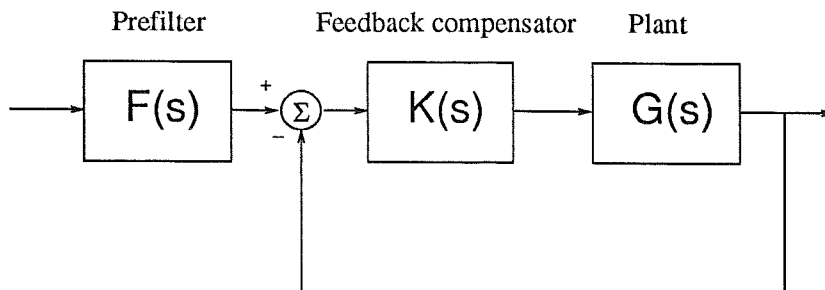 Prefilter Feedback compensator Plant
F(s) + Σ − K(s) G(s)